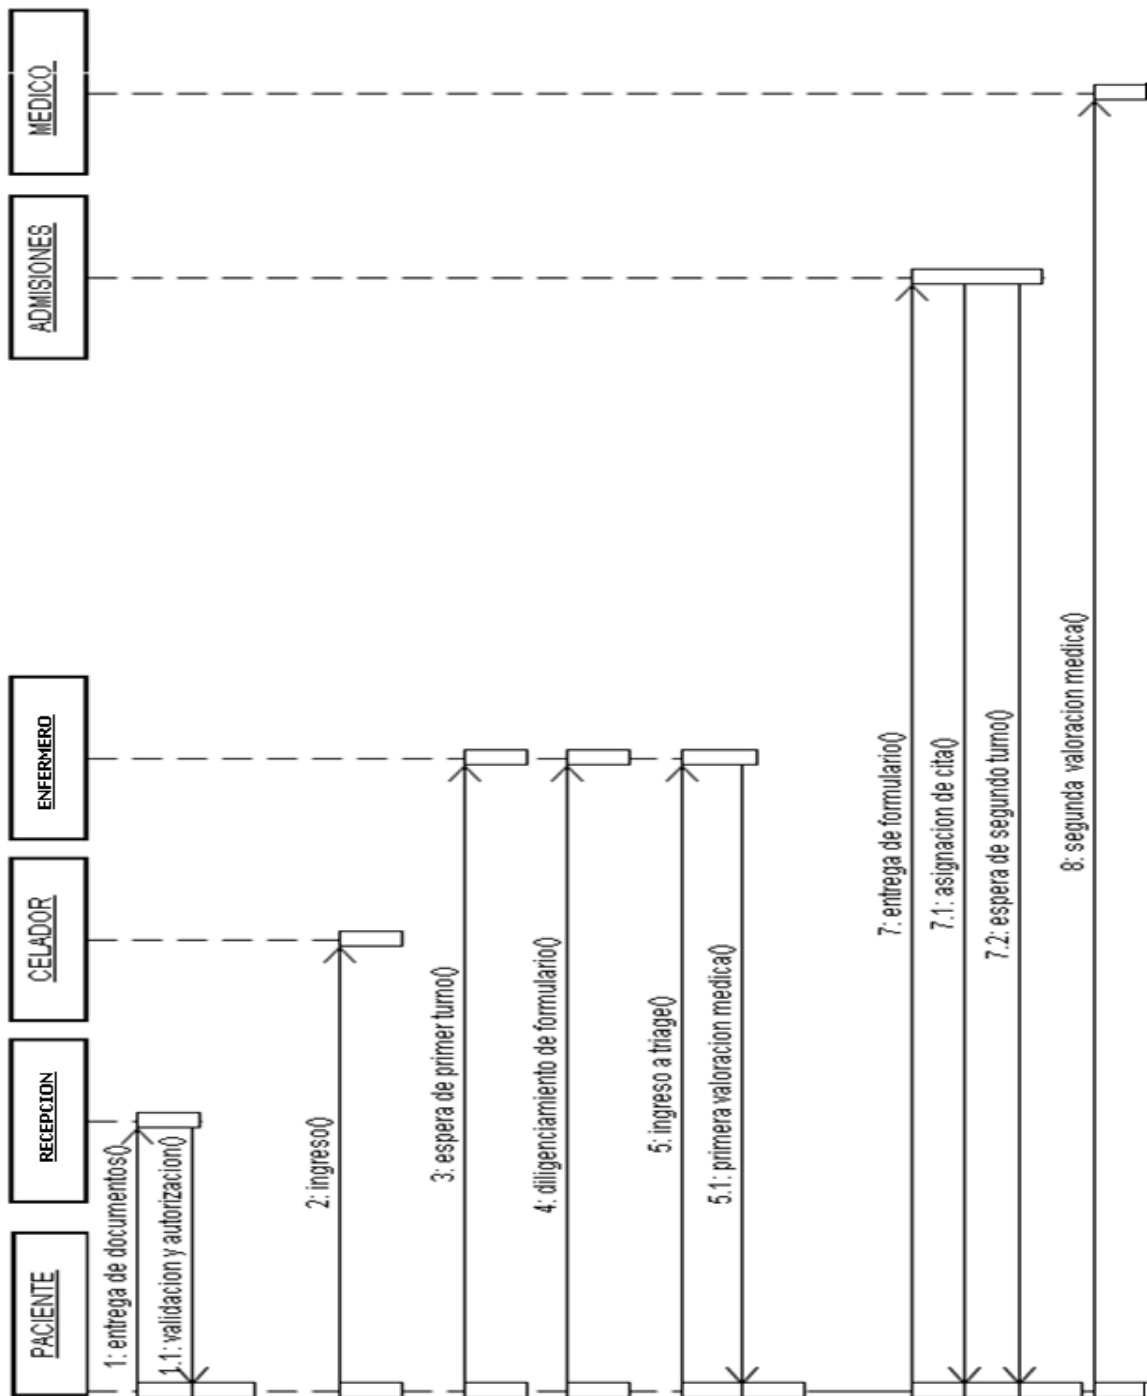 PACIENTE
RECEPCION
CELADOR
ENFERMERO
ADMISIONES
MEDICO
1: entrega de documentos()
1.1: validacion y autorizacion()
2: ingreso()
3: espera de primer turno()
4: diligenciamiento de formulario()
5: ingreso a triage()
5.1: primera valoracion medica()
7: entrega de formulario()
7.1: asignacion de cita()
7.2: espera de segundo turno()
8: segunda valoracion medica()